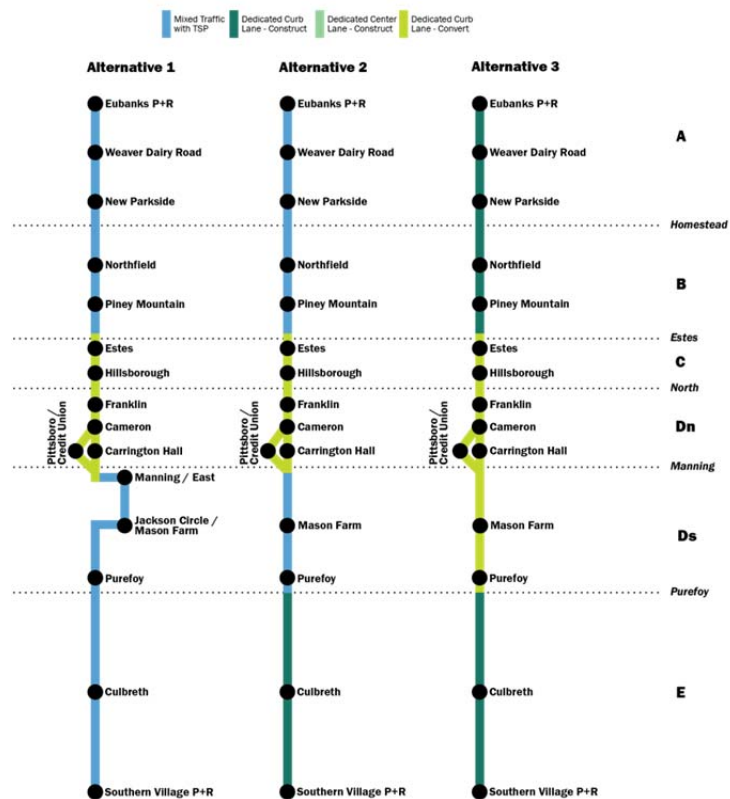 Mixed Traffic
with TSP
Dedicated Curb
Lane - Construct
Dedicated Center
Lane - Construct
Dedicated Curb
Lane - Convert
Alternative 1
Eubanks P+R
Weaver Dairy Road
New Parkside
Northfield
Piney Mountain
Estes
Hillsborough
Franklin
Cameron
Pittsboro /
Credit Union
Carrington Hall
Manning / East
Jackson Circle /
Mason Farm
Purefoy
Culbreth
Southern Village P+R
Alternative 2
Eubanks P+R
Weaver Dairy Road
New Parkside
Northfield
Piney Mountain
Estes
Hillsborough
Franklin
Cameron
Pittsboro /
Credit Union
Carrington Hall
Mason Farm
Purefoy
Culbreth
Southern Village P+R
Alternative 3
Eubanks P+R
Weaver Dairy Road
New Parkside
Northfield
Piney Mountain
Estes
Hillsborough
Franklin
Cameron
Pittsboro /
Credit Union
Carrington Hall
Mason Farm
Purefoy
Culbreth
Southern Village P+R
A
Homestead
B
Estes
C
North
Dn
Manning
Ds
Purefoy
E